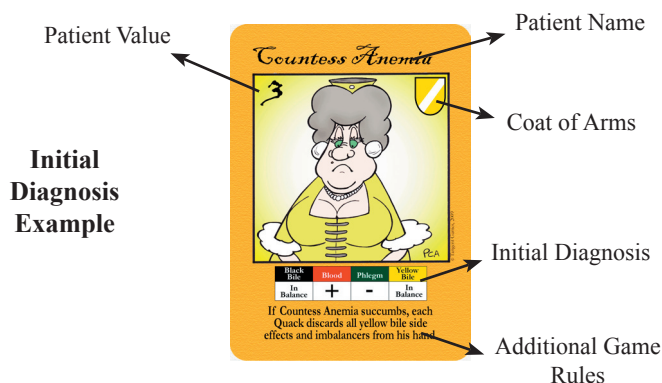 Patient Value
Patient Name
Countess Anemia
3
Coat of Arms
Initial
Diagnosis
Example
PCA
Initial Diagnosis
Black Bile
Blood
Phlegm
Yellow Bile
In Balance
+
-
In Balance
If Countess Anemia succumbs, each
Quack discards all yellow bile side
effects and imbalancers from his hand
Additional Game
Rules